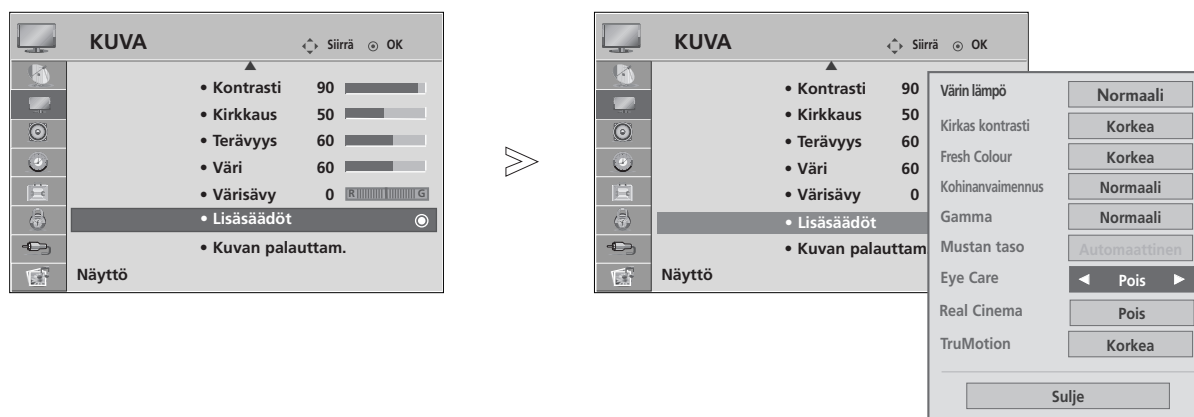 KUVA Siirrä OK
• Kontrasti 90
• Kirkkaus 50
• Terävyys 60
• Väri 60
• Värisävy 0 R G
• Lisäsäädöt
• Kuvan palauttam.
Näyttö
KUVA Siirrä OK
• Kontrasti 90
• Kirkkaus 50
• Terävyys 60
• Väri 60
• Värisävy 0
• Lisäsäädöt
• Kuvan palauttam
Näyttö
Värin lämpö Normaali
Kirkas kontrasti Korkea
Fresh Colour Korkea
Kohinanvaimennus Normaali
Gamma Normaali
Mustan taso Automaattinen
Eye Care ◀ Pois ▶
Real Cinema Pois
TruMotion Korkea
Sulje